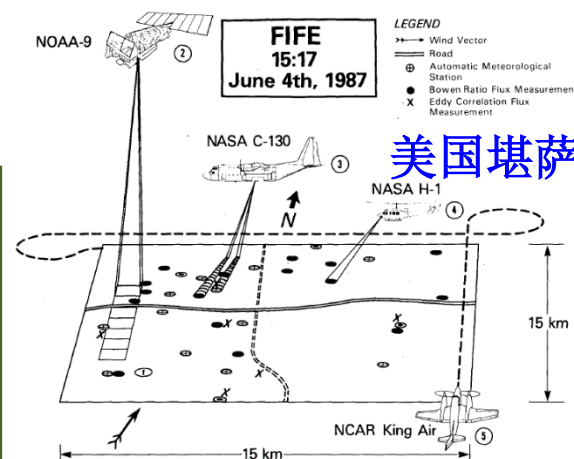 FIFE
15:17
June 4th, 1987
LEGEND
Wind Vector
Road
Automatic Meteorological
Station
Bowen Ratio Flux Measuremen
X Eddy Correlation Flux
Measurement
NOAA-9
2
NASA C-130
3
美国堪萨
NASA H-1
4
N
X
X
X
X
X
1
15 km
NCAR King Air
5
15 km